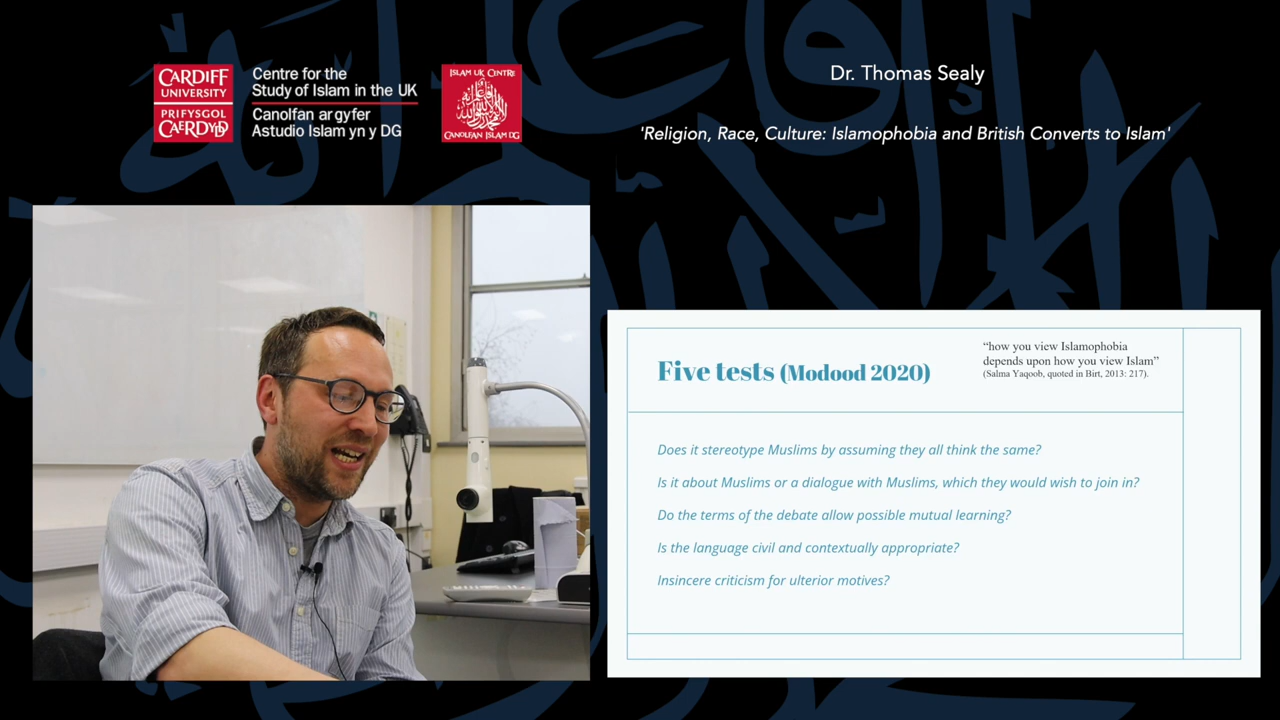 CARDIFF
UNIVERSITY
PRIFYSGOL
CAERDYDD
Centre for the
Study of Islam in the UK
Canolfan ar gyfer
Astudio Islam yn y DG
ISLAM UK CENTRE
CANOLFAN ISLAM DG
Dr. Thomas Sealy
'Religion, Race, Culture: Islamophobia and British Converts to Islam'
Five tests (Modood 2020)
“how you view Islamophobia
depends upon how you view Islam”
(Salma Yaqoob, quoted in Birt, 2013: 217).
Does it stereotype Muslims by assuming they all think the same?
Is it about Muslims or a dialogue with Muslims, which they would wish to join in?
Do the terms of the debate allow possible mutual learning?
Is the language civil and contextually appropriate?
Insincere criticism for ulterior motives?